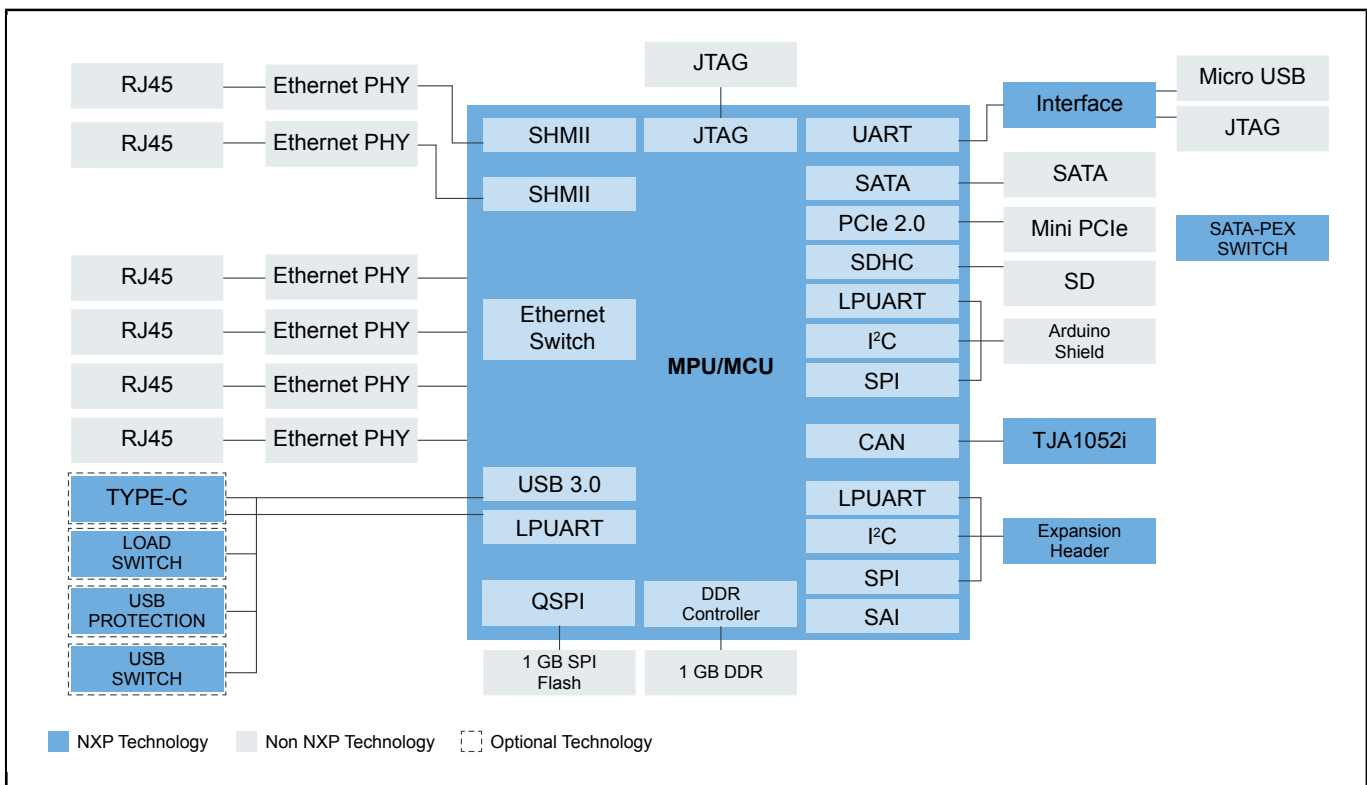 JTAG
RJ45
Ethernet PHY
Micro USB
Interface
JTAG
RJ45
Ethernet PHY
SHMII
JTAG
UART
SATA
SATA
SHMII
PCIe 2.0
Mini PCIe
SATA-PEX
SWITCH
RJ45
Ethernet PHY
SDHC
SD
LPUART
Ethernet
Switch
RJ45
Ethernet PHY
MPU/MCU
I²C
Arduino
Shield
RJ45
Ethernet PHY
SPI
RJ45
Ethernet PHY
CAN
TJA1052i
TYPE-C
USB 3.0
LPUART
LOAD
SWITCH
LPUART
I²C
Expansion
Header
USB
PROTECTION
QSPI
DDR
Controller
SPI
SAI
USB
SWITCH
1 GB SPI
Flash
1 GB DDR
NXP Technology
Non NXP Technology
Optional Technology